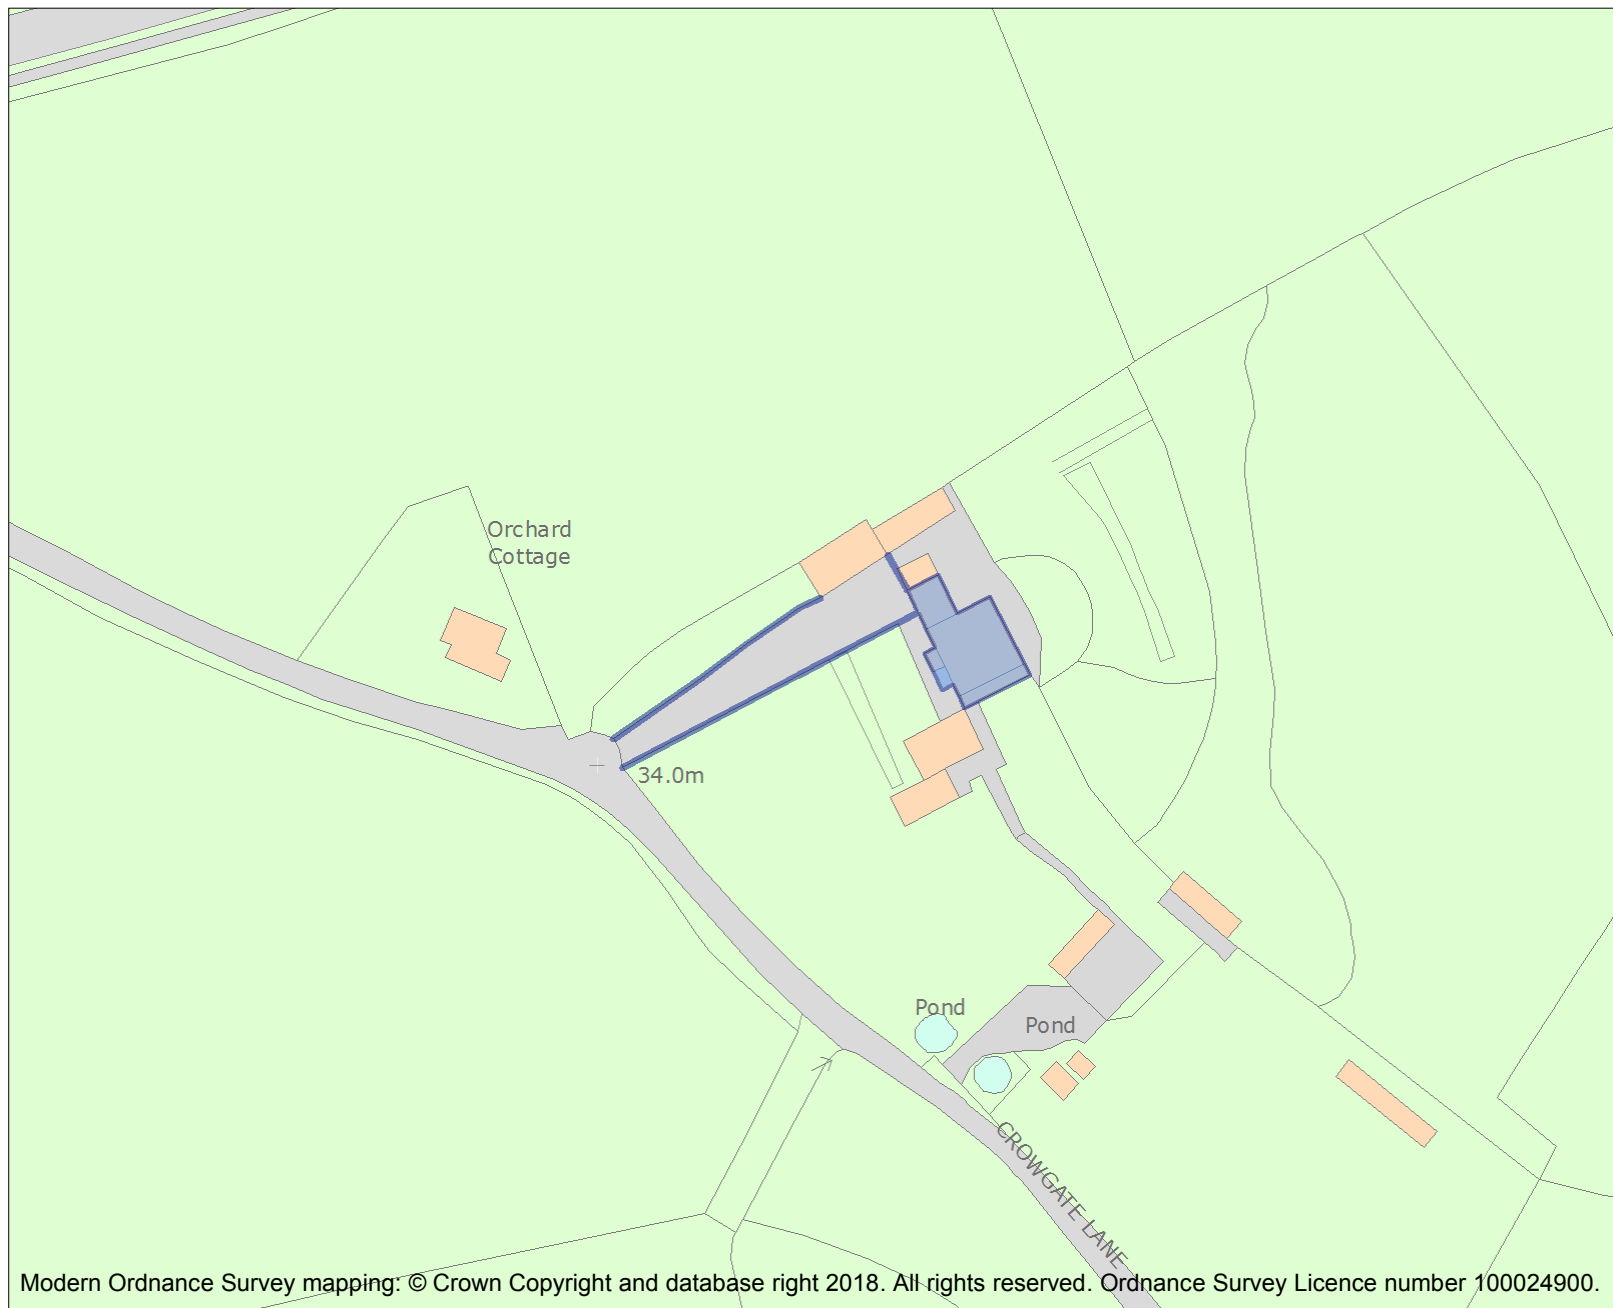 Orchard
Cottage
34.0m
Pond
Pond
CROWGATE LANE
Modern Ordnance Survey mapping: © Crown Copyright and database right 2018. All rights reserved. Ordnance Survey Licence number 100024900.